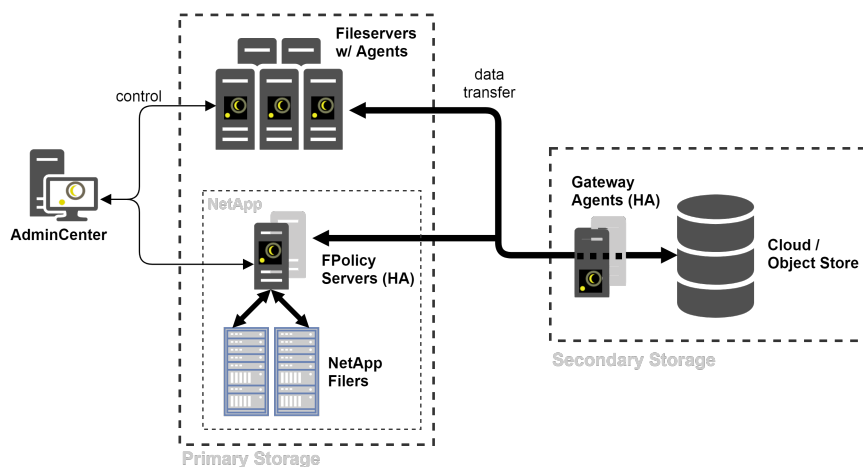 Fileservers
w/ Agents
data
transfer
control
AdminCenter
NetApp
FPolicy
Servers (HA)
NetApp
Filers
Primary Storage
Gateway
Agents (HA)
Cloud /
Object Store
Secondary Storage